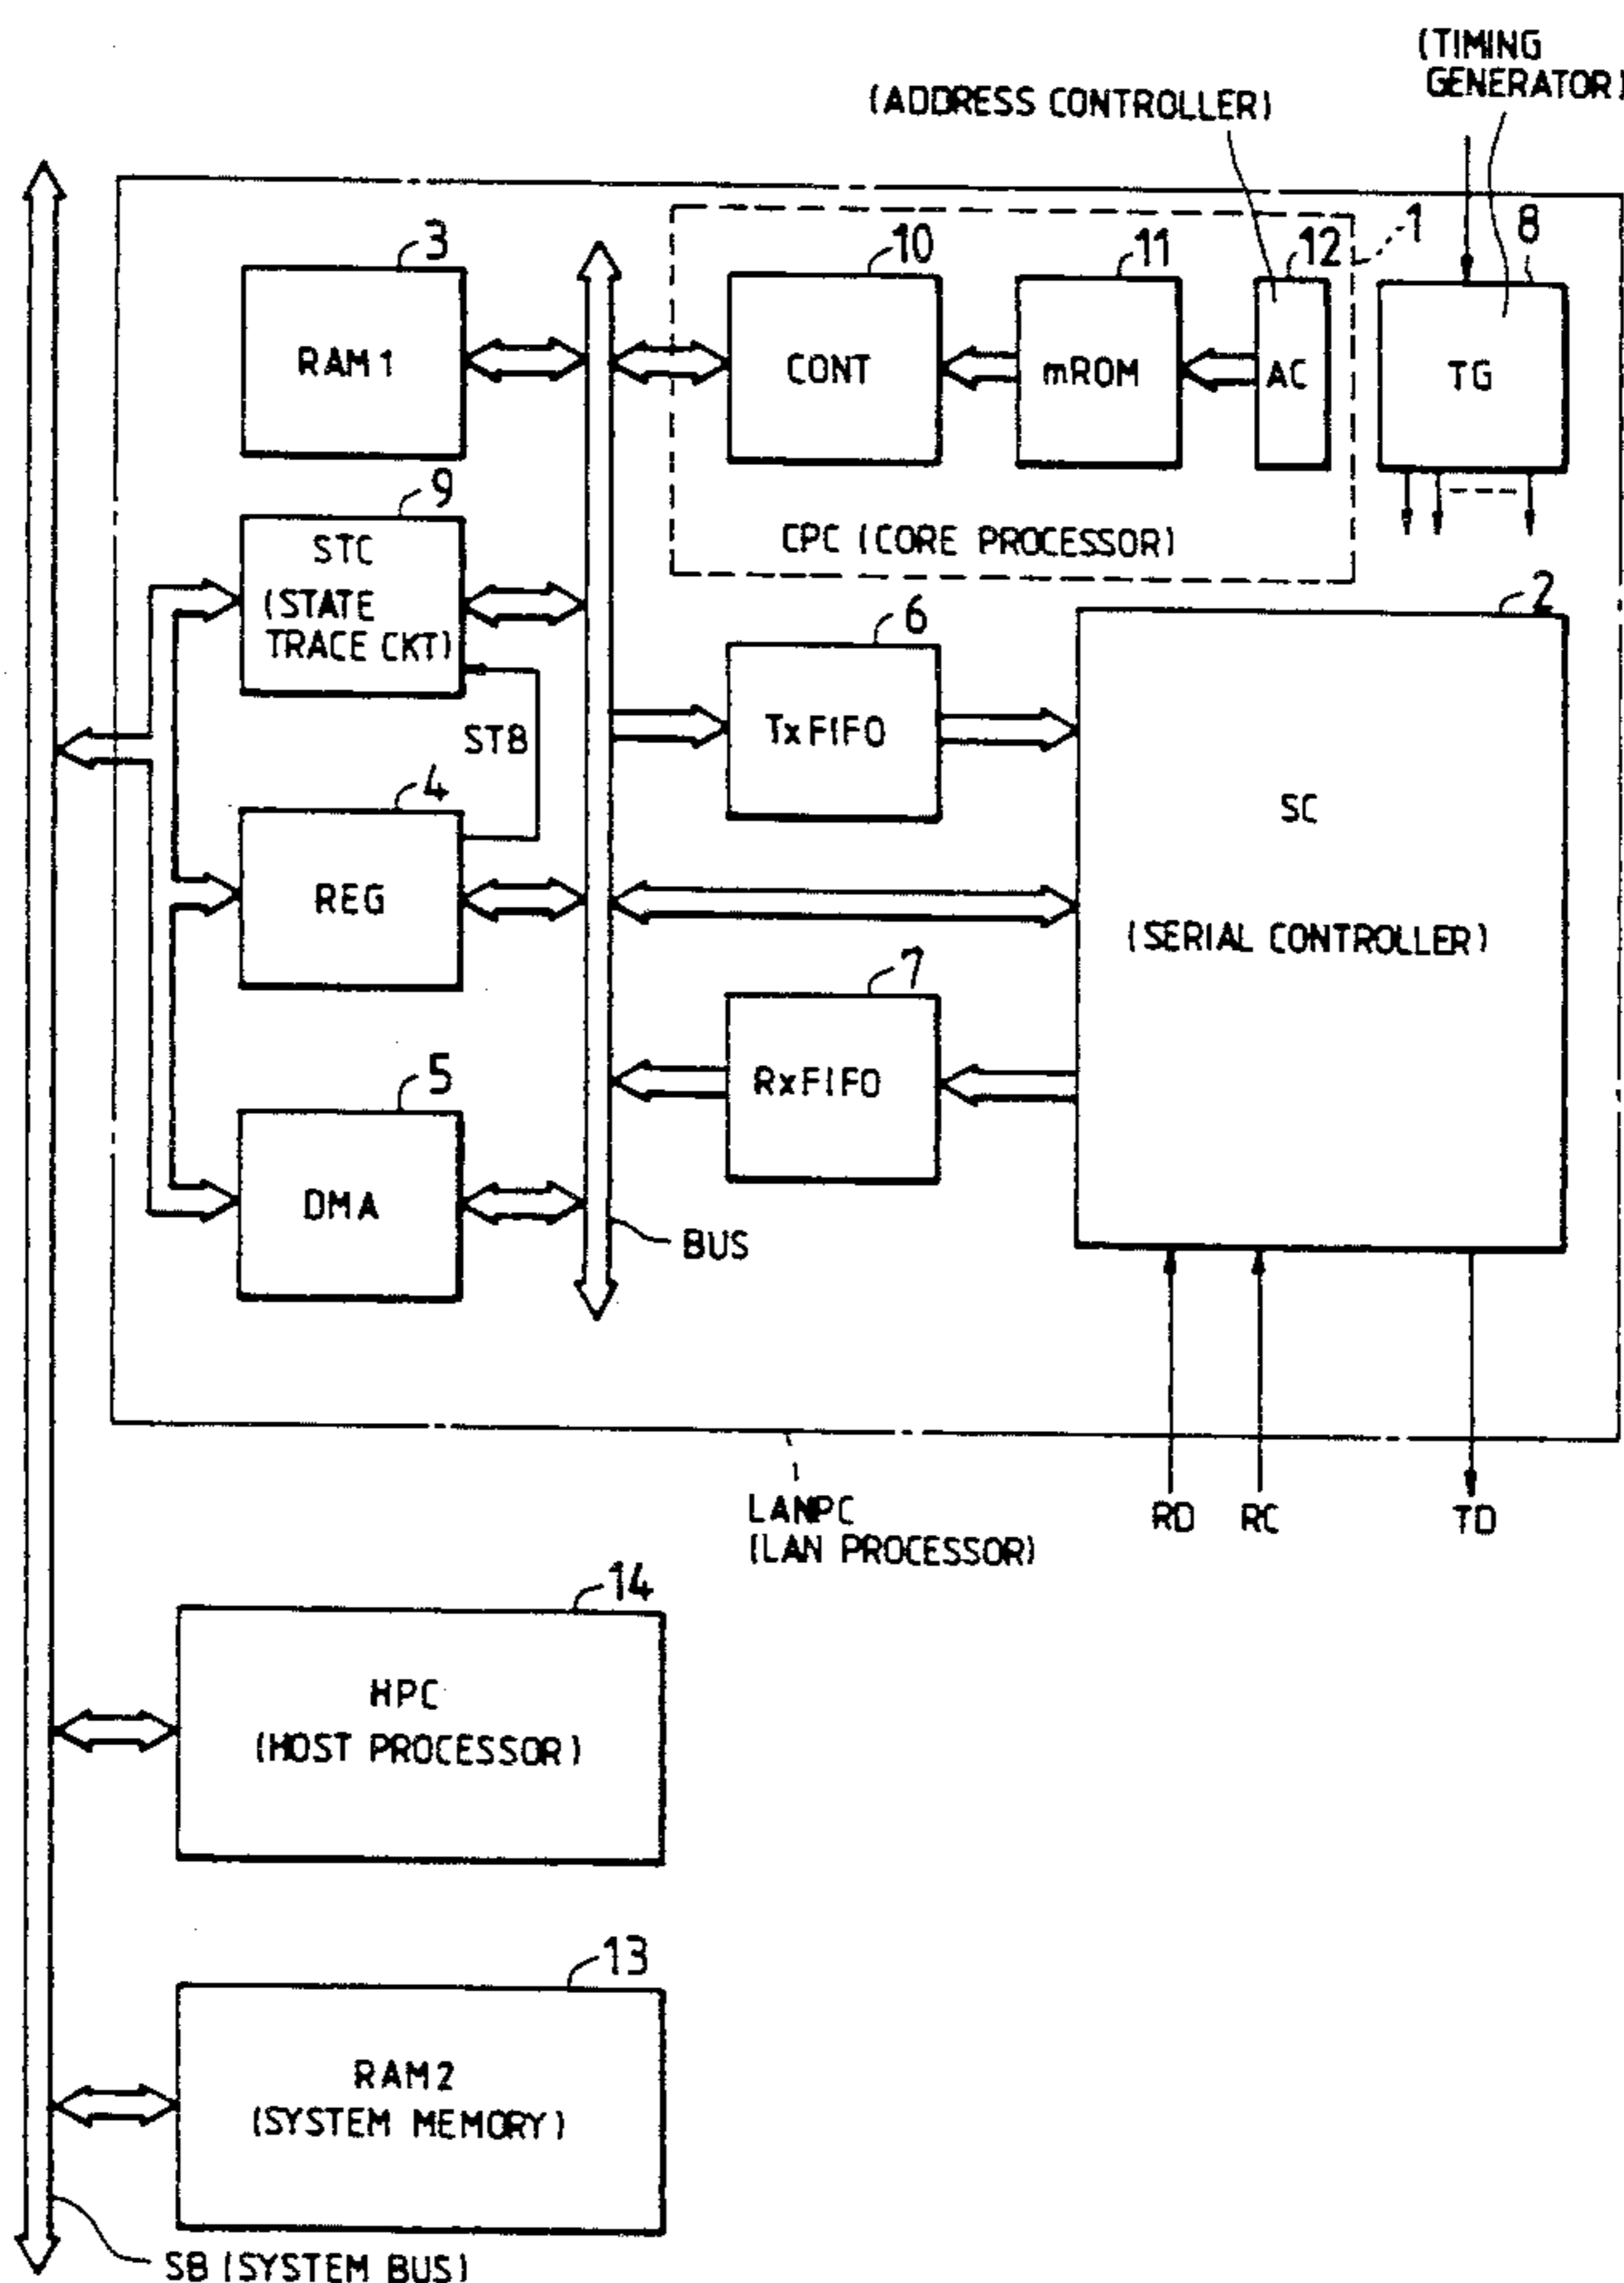 (TIMING
GENERATOR)
(ADDRESS CONTROLLER)
3
10
11
12
1
8
RAM1
CONT
mROM
AC
TG
CPC (CORE PROCESSOR)
9
STC
(STATE
TRACE CKT)
STB
6
TxFIFO
2
SC
(SERIAL CONTROLLER)
4
REG
7
RxFIFO
5
DMA
BUS
LANPC
(LAN PROCESSOR)
RD
RC
TD
14
HPC
(HOST PROCESSOR)
13
RAM2
(SYSTEM MEMORY)
SB (SYSTEM BUS)